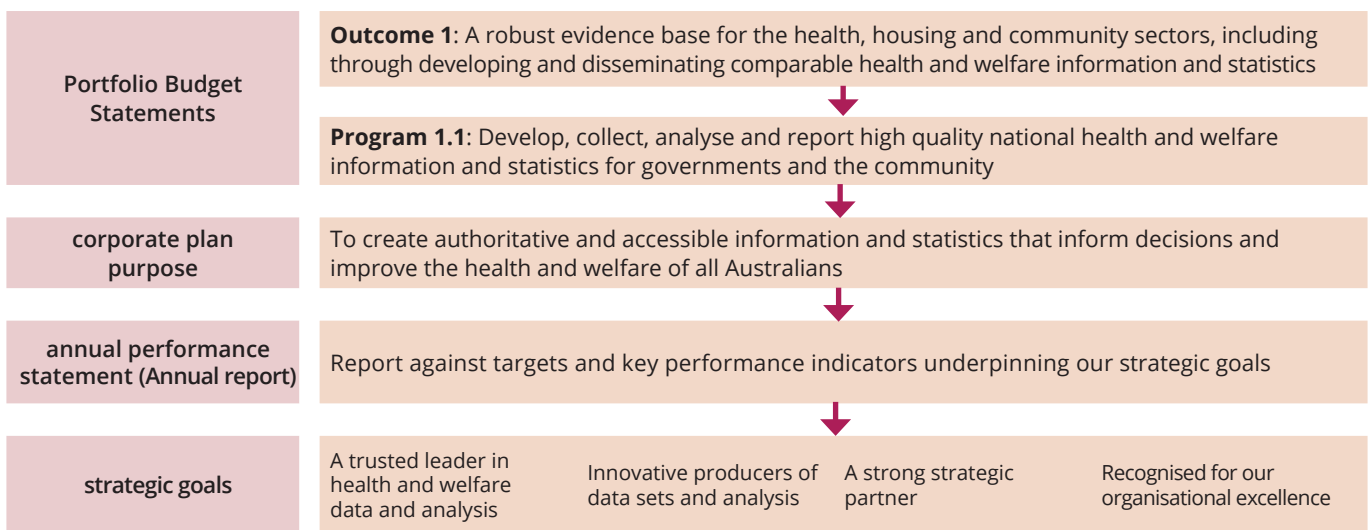 Portfolio Budget
Statements
Outcome 1: A robust evidence base for the health, housing and community sectors, including
through developing and disseminating comparable health and welfare information and statistics
Program 1.1: Develop, collect, analyse and report high quality national health and welfare
information and statistics for governments and the community
corporate plan
purpose
To create authoritative and accessible information and statistics that inform decisions and
improve the health and welfare of all Australians
annual performance
statement (Annual report)
Report against targets and key performance indicators underpinning our strategic goals
strategic goals
A trusted leader in
health and welfare
data and analysis
Innovative producers of
data sets and analysis
A strong strategic
partner
Recognised for our
organisational excellence